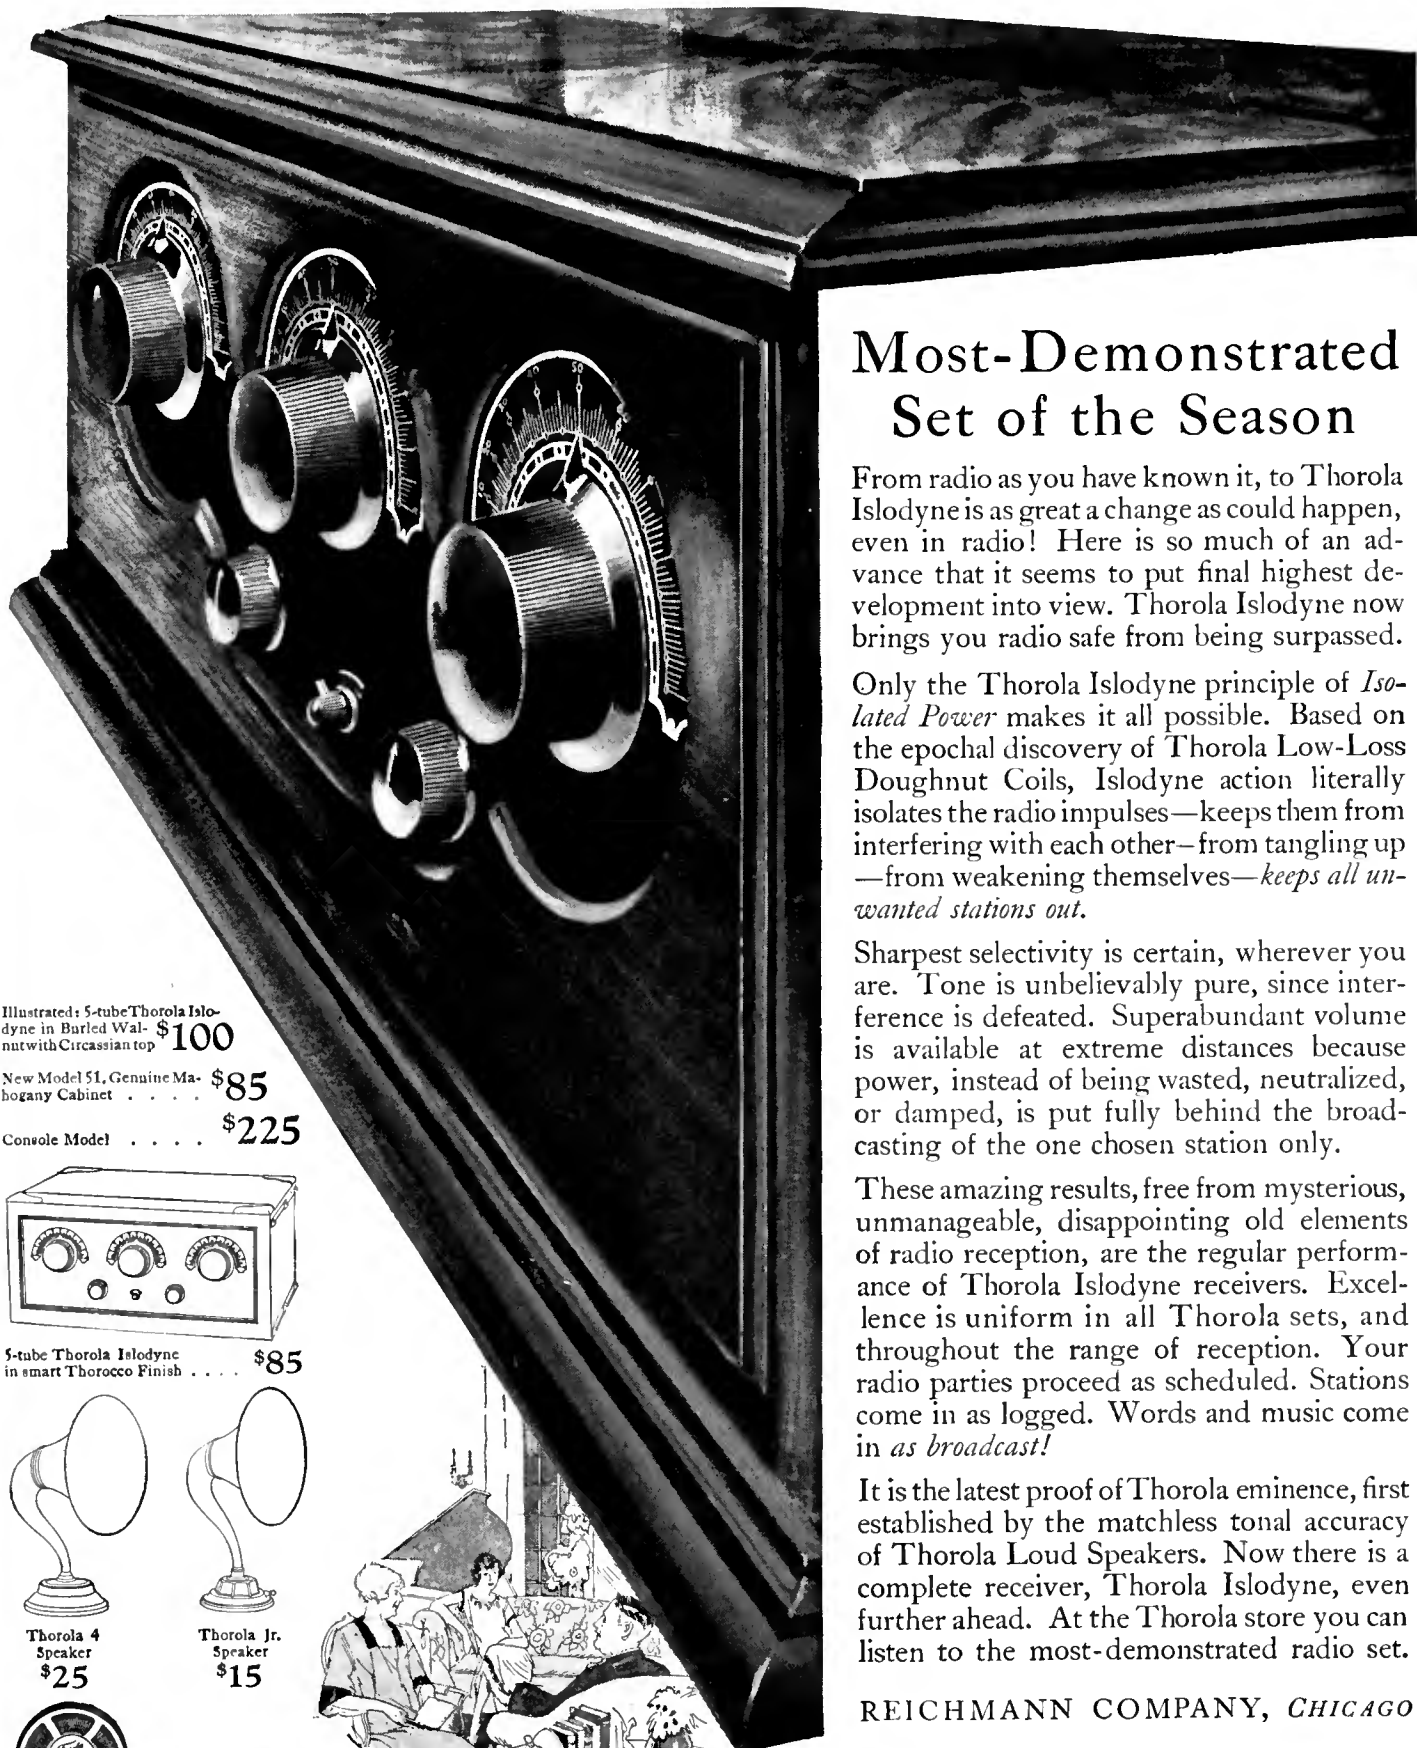 Most-Demonstrated
Set of the Season
From radio as you have known it, to Thorola
Islodyne is as great a change as could happen,
even in radio! Here is so much of an ad-
vance that it seems to put final highest de-
velopment into view. Thorola Islodyne now
brings you radio safe from being surpassed.
Only the Thorola Islodyne principle of Iso-
lated Power makes it all possible. Based on
the epochal discovery of Thorola Low-Loss
Doughnut Coils, Islodyne action literally
isolates the radio impulses—keeps them from
interfering with each other—from tangling up
—from weakening themselves—keeps all un-
wanted stations out.
Sharpest selectivity is certain, wherever you
are. Tone is unbelievably pure, since inter-
ference is defeated. Superabundant volume
is available at extreme distances because
power, instead of being wasted, neutralized,
or damped, is put fully behind the broad-
casting of the one chosen station only.
These amazing results, free from mysterious,
unmanageable, disappointing old elements
of radio reception, are the regular perform-
ance of Thorola Islodyne receivers. Excel-
lence is uniform in all Thorola sets, and
throughout the range of reception. Your
radio parties proceed as scheduled. Stations
come in as logged. Words and music come
in as broadcast!
It is the latest proof of Thorola eminence, first
established by the matchless tonal accuracy
of Thorola Loud Speakers. Now there is a
complete receiver, Thorola Islodyne, even
further ahead. At the Thorola store you can
listen to the most-demonstrated radio set.
REICHMANN COMPANY, CHICAGO
Illustrated: 5-tube Thorola Islo-
dyne in Burled Wal- $100
nut with Circassian top
New Model 51, Genuine Ma- $85
hogany Cabinet . . . .
Console Model . . . . $225
5-tube Thorola Islodyne
in smart Thorocco Finish . . . . $85
Thorola 4
Speaker
$25
Thorola Jr.
Speaker
$15